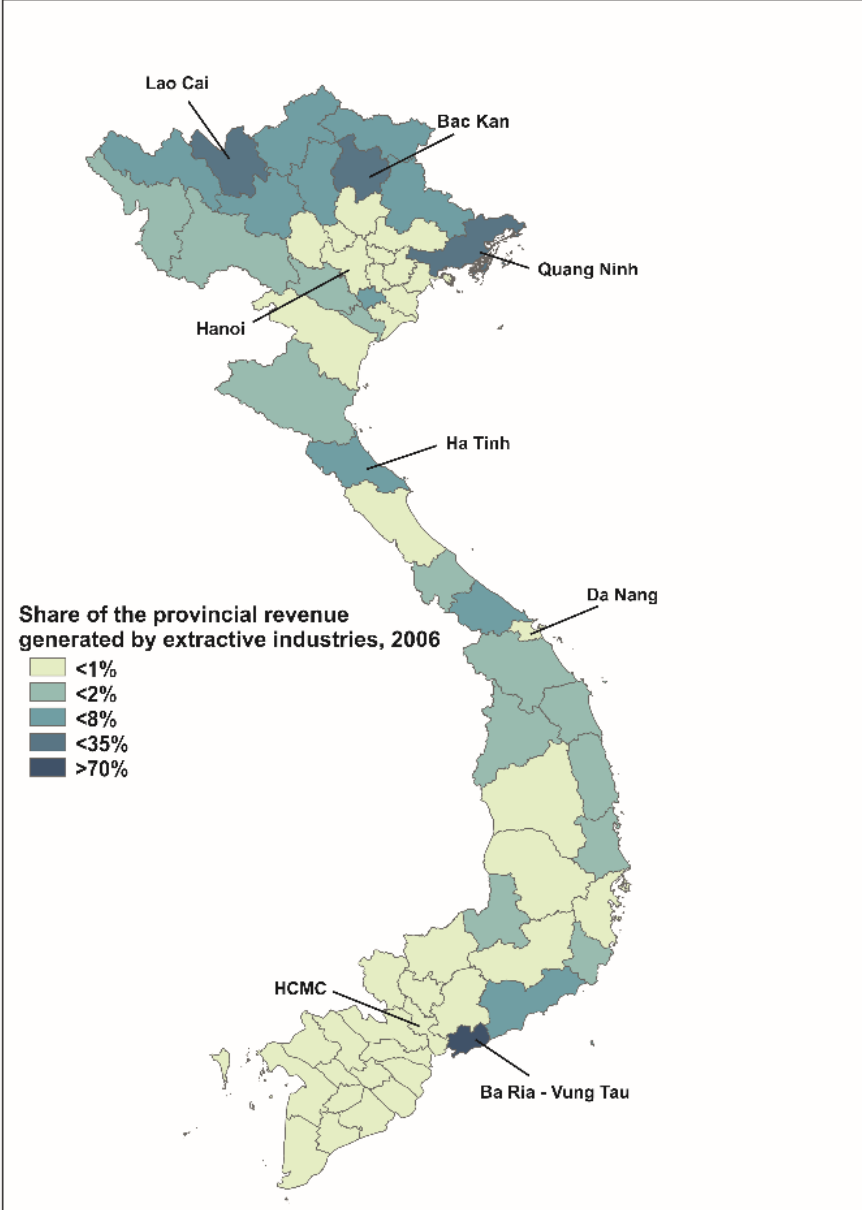 Lao Cai
Bac Kan
Quang Ninh
Hanoi
Ha Tinh
Da Nang
Share of the provincial revenue
generated by extractive industries, 2006
<1%
<2%
<8%
<35%
>70%
HCMC
Ba Ria - Vung Tau